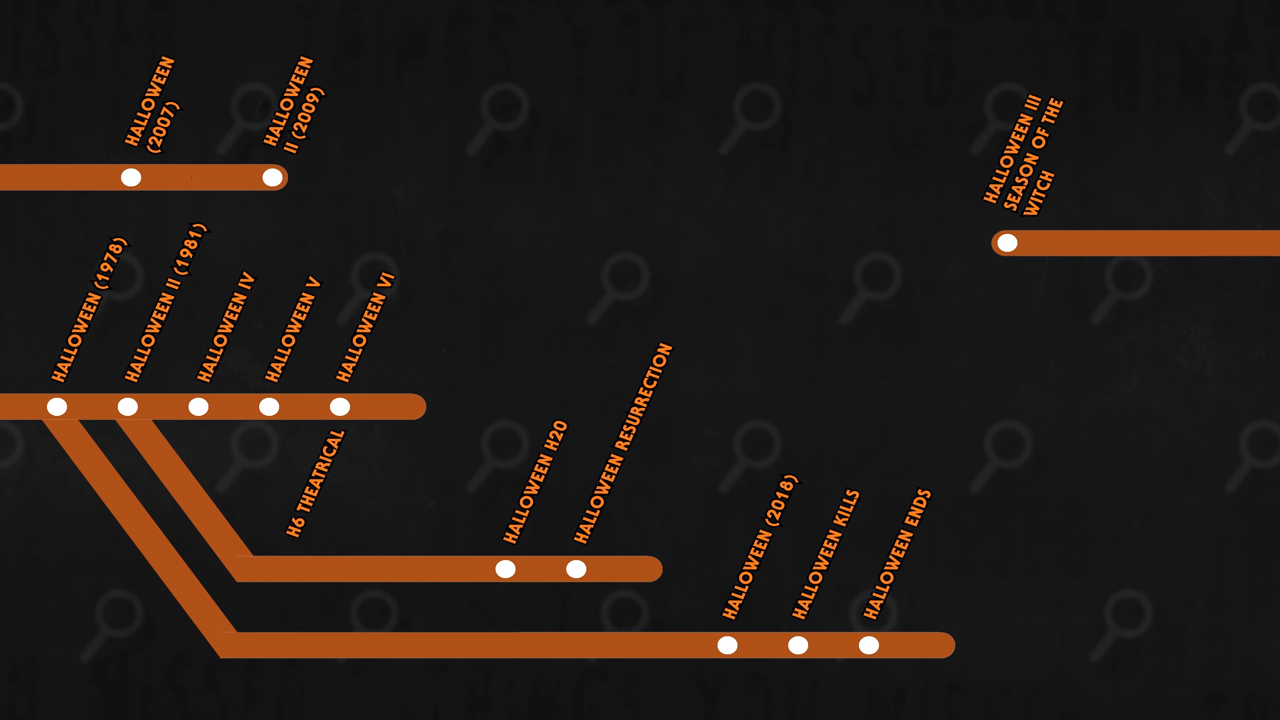 HALLOWEEN
(2007)
HALLOWEEN
II (2009)
HALLOWEEN III
SEASON OF THE
WITCH
HALLOWEEN (1978)
HALLOWEEN II (1981)
HALLOWEEN IV
HALLOWEEN V
HALLOWEEN VI
H6 THEATRICAL
HALLOWEEN H20
HALLOWEEN RESURRECTION
HALLOWEEN (2018)
HALLOWEEN KILLS
HALLOWEEN ENDS